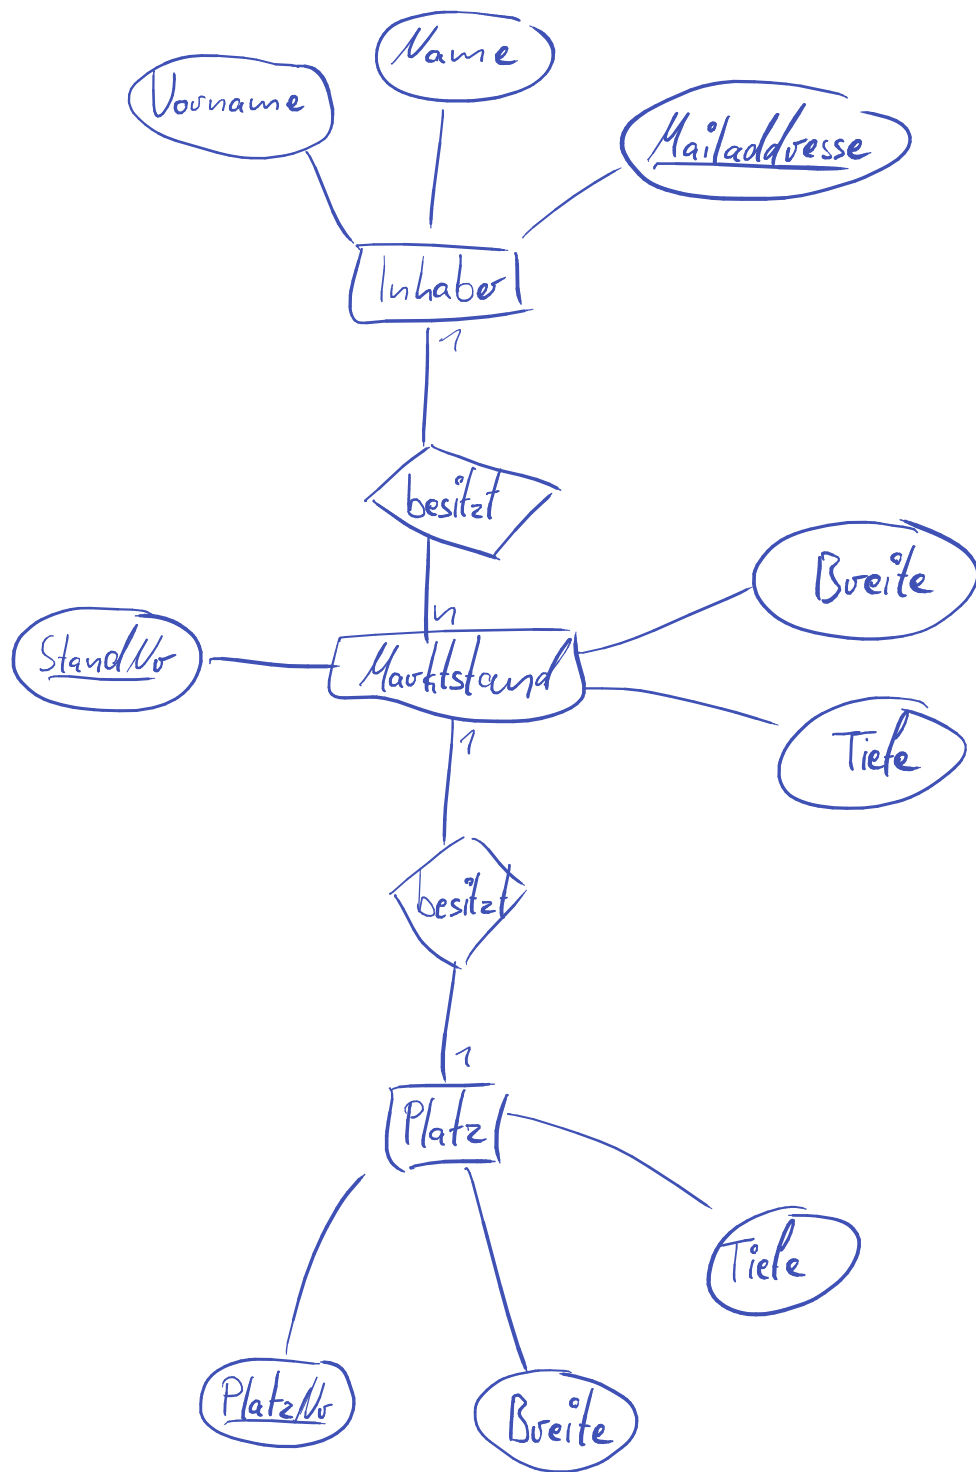 Name
Vorname
Mailaddresse
Inhaber
1
besitzt
n
Breite
StandNr
Marktstand
Tiefe
1
besitzt
1
Platz
Tiefe
PlatzNr
Breite